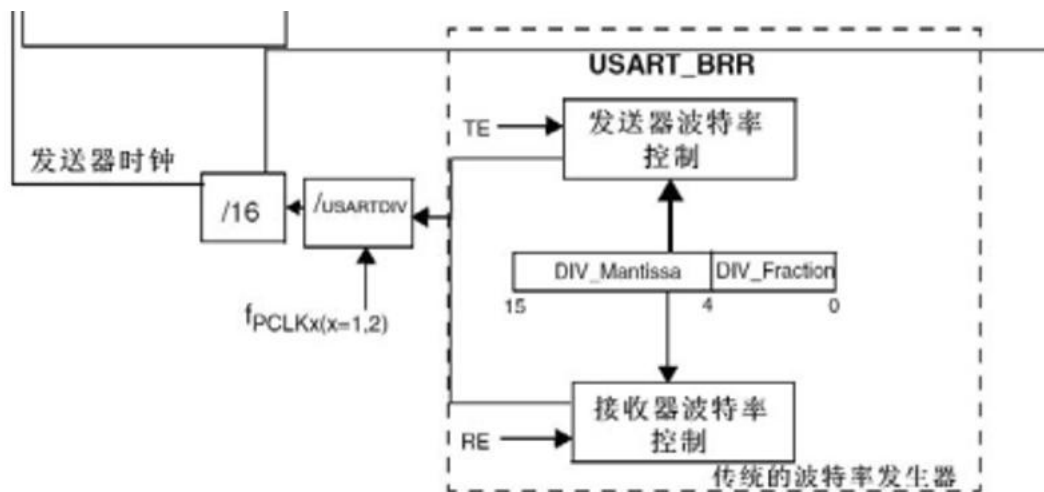 USART_BRR
TE
发送器波特率
控制
发送器时钟
/16
/USARTDIV
DIV_Mantissa
DIV_Fraction
15
4
0
fPCLKx(x=1,2)
接收器波特率
控制
RE
传统的波特率发生器